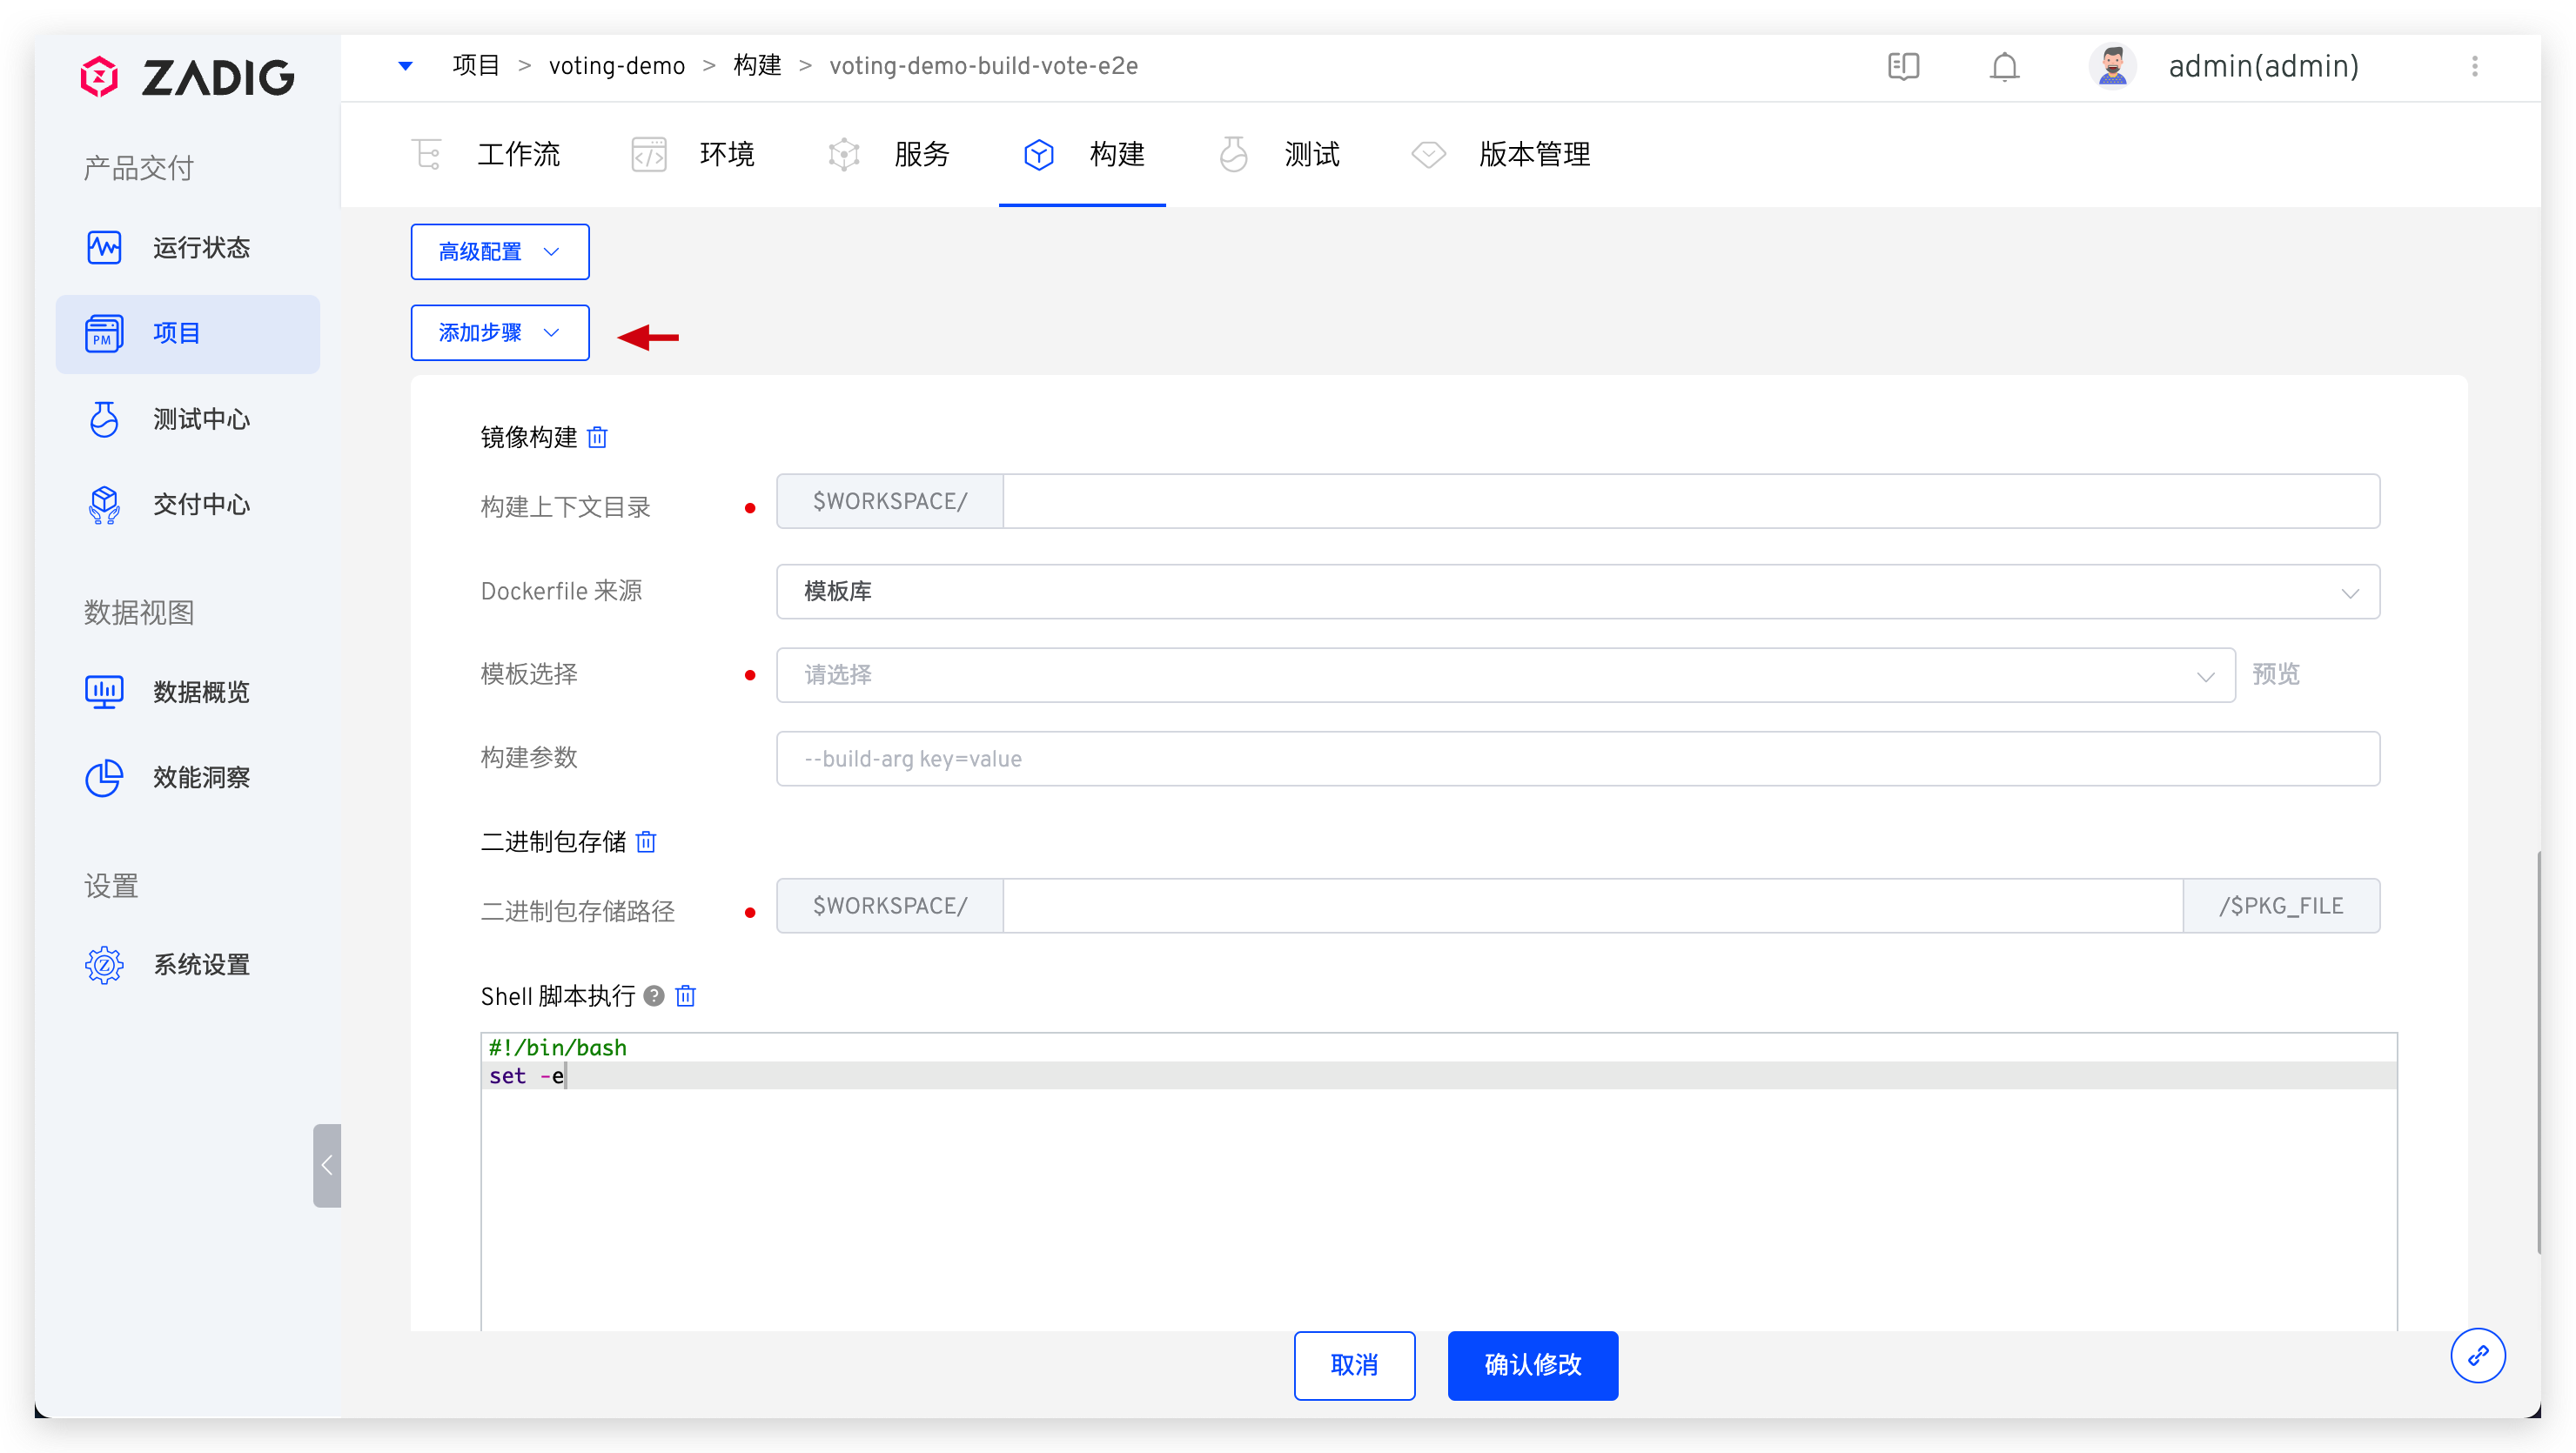 ZADIG
项目 > voting-demo > 构建 > voting-demo-build-vote-e2e
admin(admin)
产品交付
运行状态
PM
项目
测试中心
交付中心
数据视图
数据概览
效能洞察
设置
Z
系统设置
工作流
</>
环境
服务
构建
测试
版本管理
高级配置
添加步骤
镜像构建
构建上下文目录
$WORKSPACE/
Dockerfile 来源
模板库
模板选择
请选择
预览
构建参数
--build-arg key=value
二进制包存储
二进制包存储路径
$WORKSPACE/
/$PKG_FILE
Shell 脚本执行 ?
#!/bin/bash
set -e
取消
确认修改